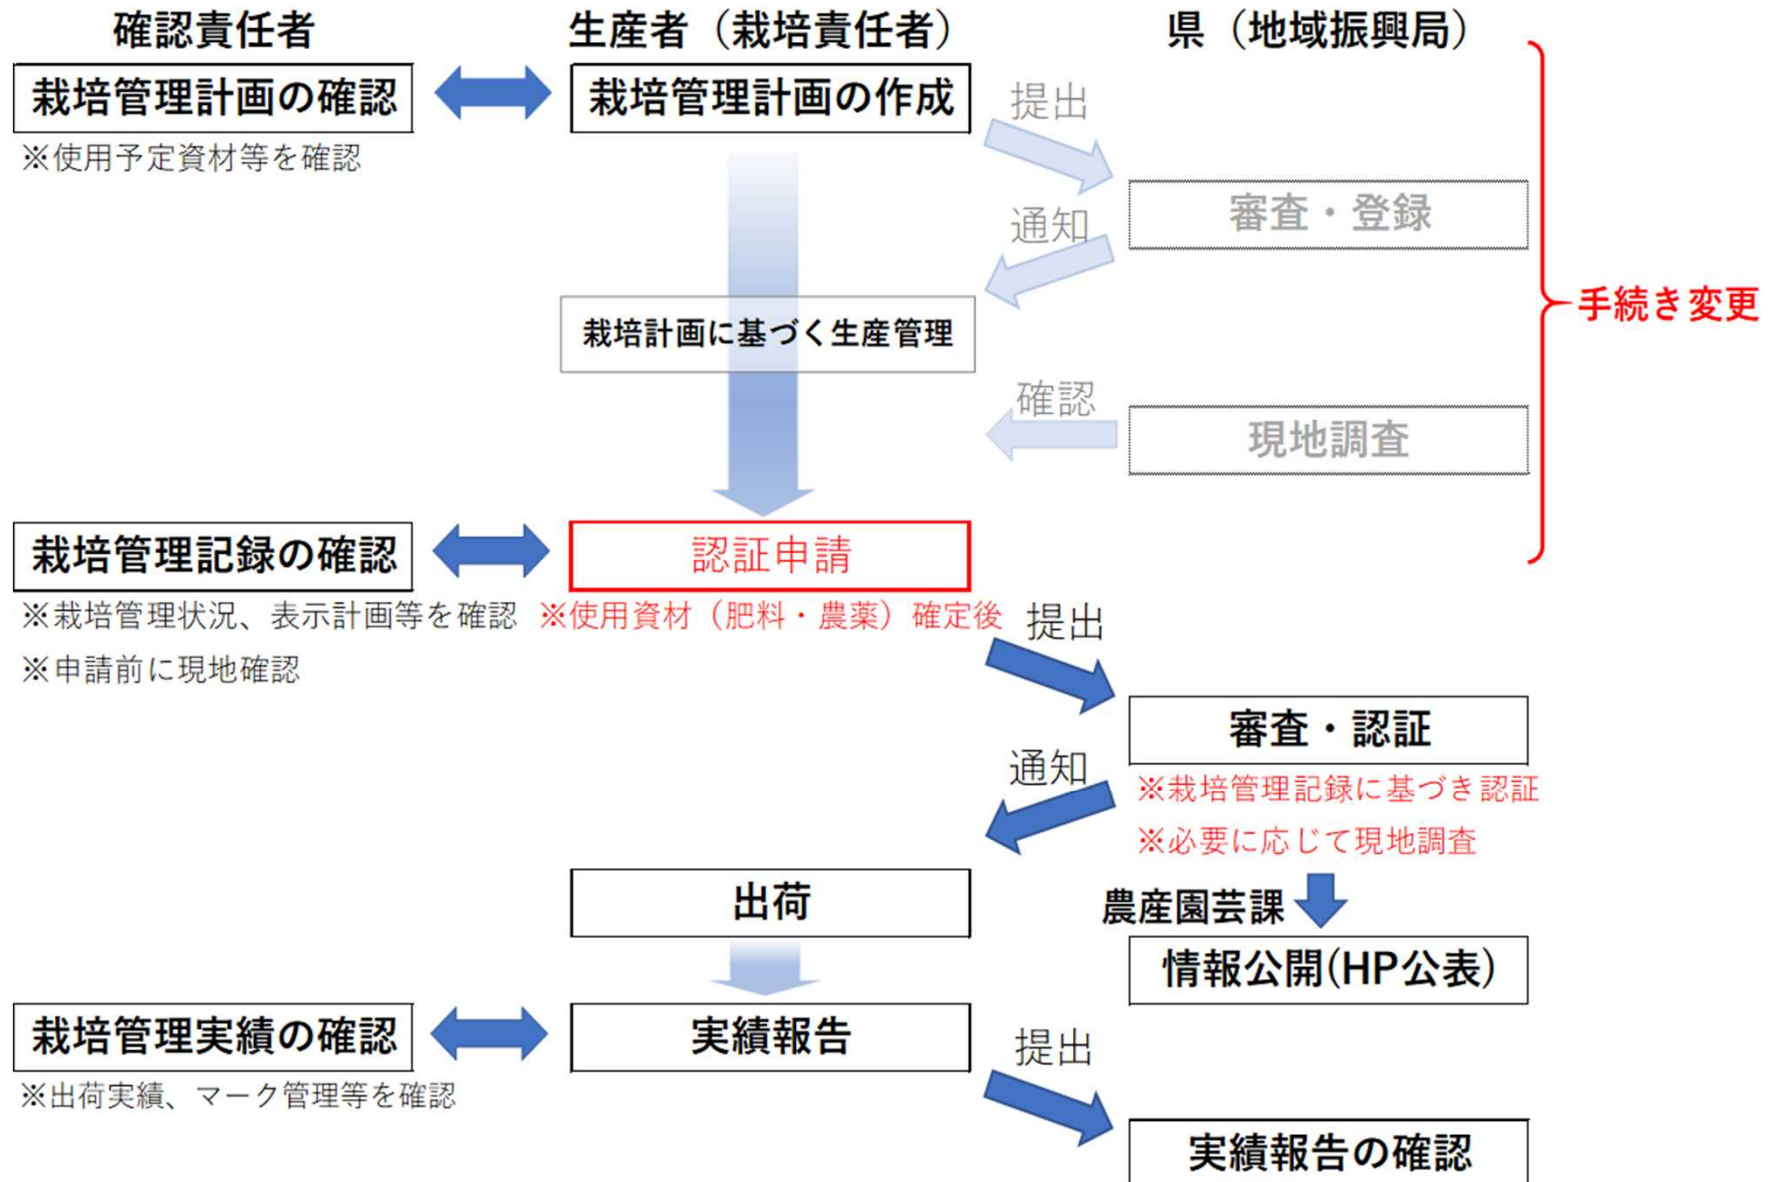 確認責任者
生産者（栽培責任者）
県（地域振興局）
栽培管理計画の確認
栽培管理計画の作成
提出
※使用予定資材等を確認
審査・登録
通知
手続き変更
栽培計画に基づく生産管理
確認
現地調査
栽培管理記録の確認
認証申請
※栽培管理状況、表示計画等を確認
※使用資材（肥料・農薬）確定後
提出
※申請前に現地確認
審査・認証
通知
※栽培管理記録に基づき認証
※必要に応じて現地調査
出荷
農産園芸課
情報公開(HP公表)
栽培管理実績の確認
実績報告
提出
※出荷実績、マーク管理等を確認
実績報告の確認